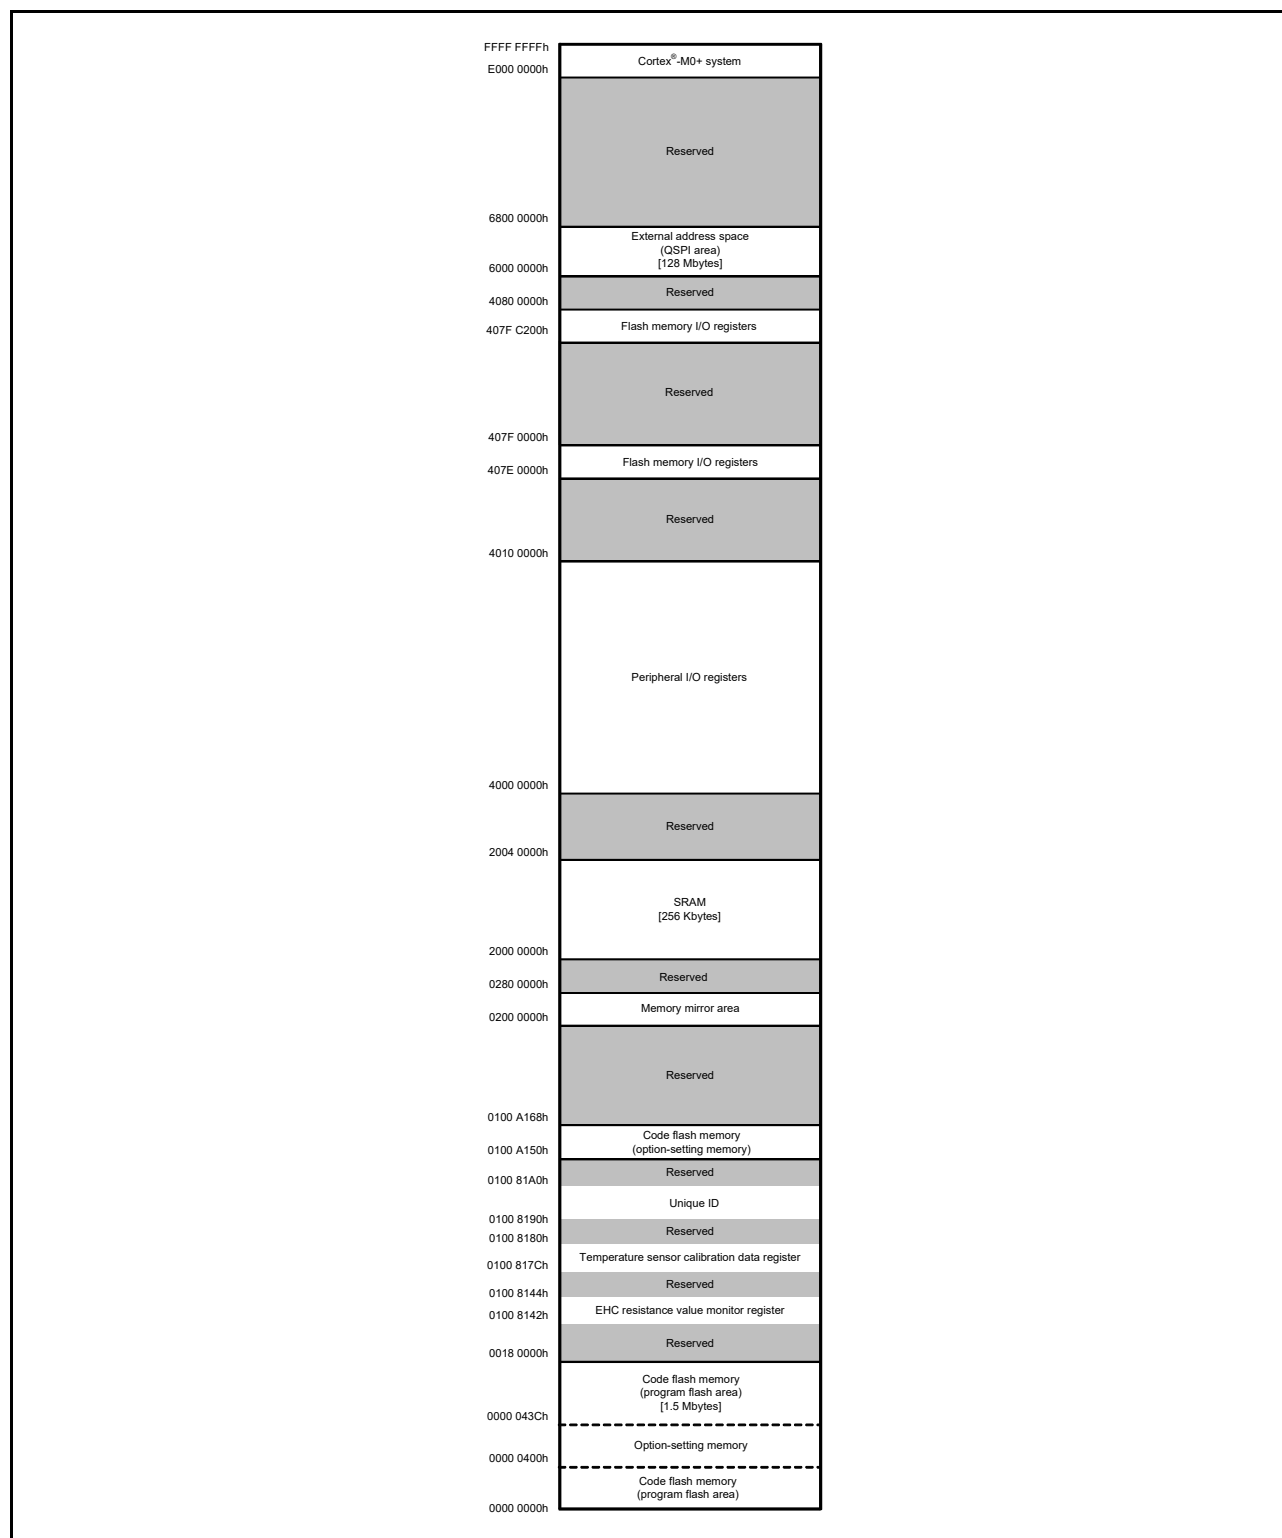 FFFF FFFFh
Cortex®-M0+ system
E000 0000h
Reserved
6800 0000h
External address space
(QSPI area)
[128 Mbytes]
6000 0000h
Reserved
4080 0000h
Flash memory I/O registers
407F C200h
Reserved
407F 0000h
Flash memory I/O registers
407E 0000h
Reserved
4010 0000h
Peripheral I/O registers
4000 0000h
Reserved
2004 0000h
SRAM
[256 Kbytes]
2000 0000h
Reserved
0280 0000h
Memory mirror area
0200 0000h
Reserved
0100 A168h
Code flash memory
(option-setting memory)
0100 A150h
Reserved
0100 81A0h
Unique ID
0100 8190h
Reserved
0100 8180h
Temperature sensor calibration data register
0100 817Ch
Reserved
0100 8144h
EHC resistance value monitor register
0100 8142h
Reserved
0018 0000h
Code flash memory
(program flash area)
[1.5 Mbytes]
0000 043Ch
Option-setting memory
0000 0400h
Code flash memory
(program flash area)
0000 0000h